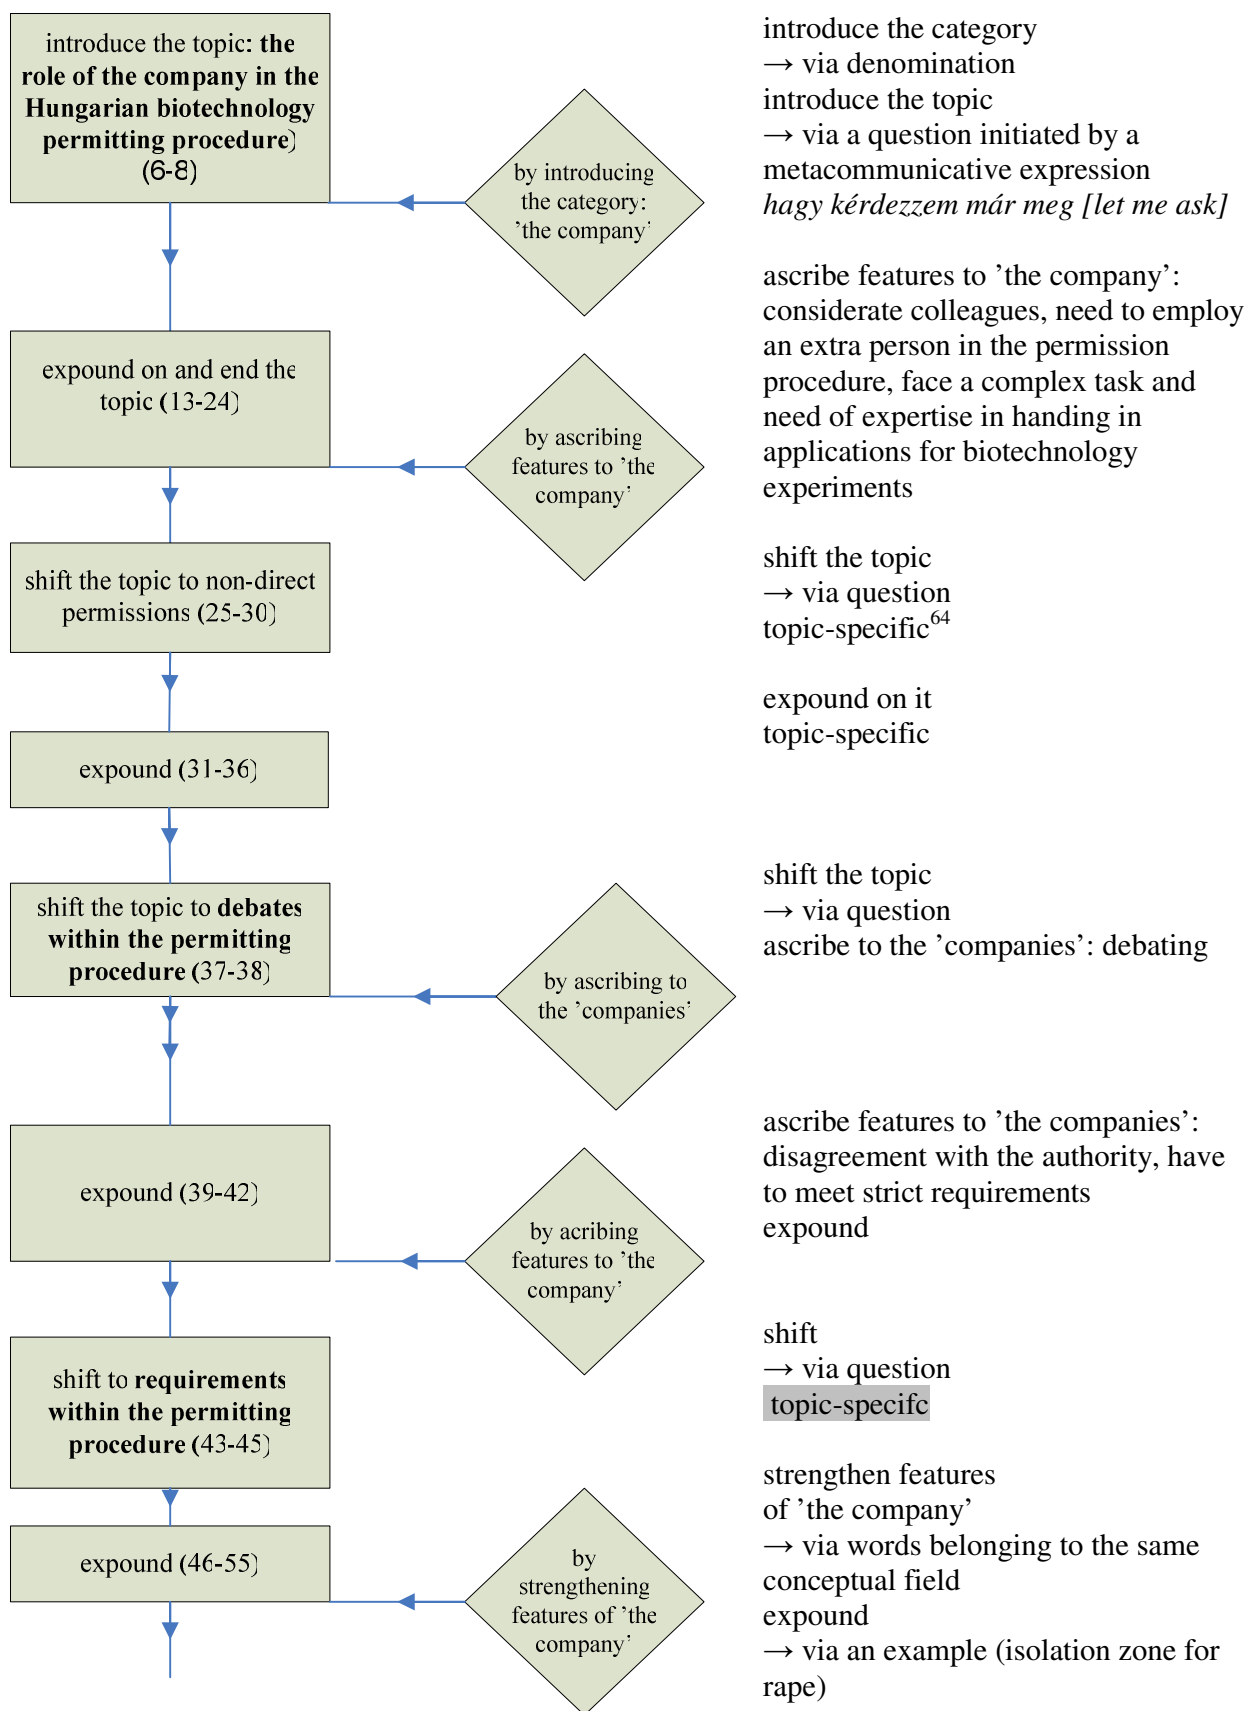 introduce the topic: the
role of the company in the
Hungarian biotechnology
permitting procedure)
(6-8)
by introducing
the category:
’the company’
introduce the category
→ via denomination
introduce the topic
→ via a question initiated by a
metacommunicative expression
hagy kérdezzem már meg [let me ask]
expound on and end the
topic (13-24)
by ascribing
features to ’the
company’
ascribe features to ’the company’:
considerate colleagues, need to employ
an extra person in the permission
procedure, face a complex task and
need of expertise in handing in
applications for biotechnology
experiments
shift the topic to non-direct
permissions (25-30)
shift the topic
→ via question
topic-specific64
expound (31-36)
expound on it
topic-specific
shift the topic to debates
within the permitting
procedure (37-38)
by ascribing to
the ’companies’
shift the topic
→ via question
ascribe to the ’companies’: debating
expound (39-42)
by acribing
features to ’the
company’
ascribe features to ’the companies’:
disagreement with the authority, have
to meet strict requirements
expound
shift to requirements
within the permitting
procedure (43-45)
shift
→ via question
topic-specifc
expound (46-55)
by
strengthening
features of ’the
company’
strengthen features
of ’the company’
→ via words belonging to the same
conceptual field
expound
→ via an example (isolation zone for
rape)